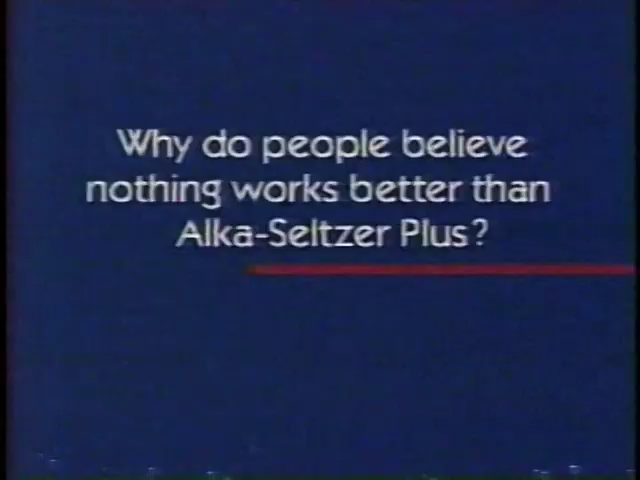 Why do people believe
nothing works better than
Alka-Seltzer Plus?